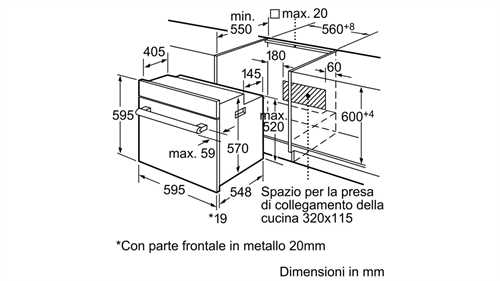 min.
550
□max. 20
560+8
405
180
145
60
595
600+4
max.
520
max. 59
570
595
548
*19
Spazio per la presa
di collegamento della
cucina 320x115
*Con parte frontale in metallo 20mm
Dimensioni in mm